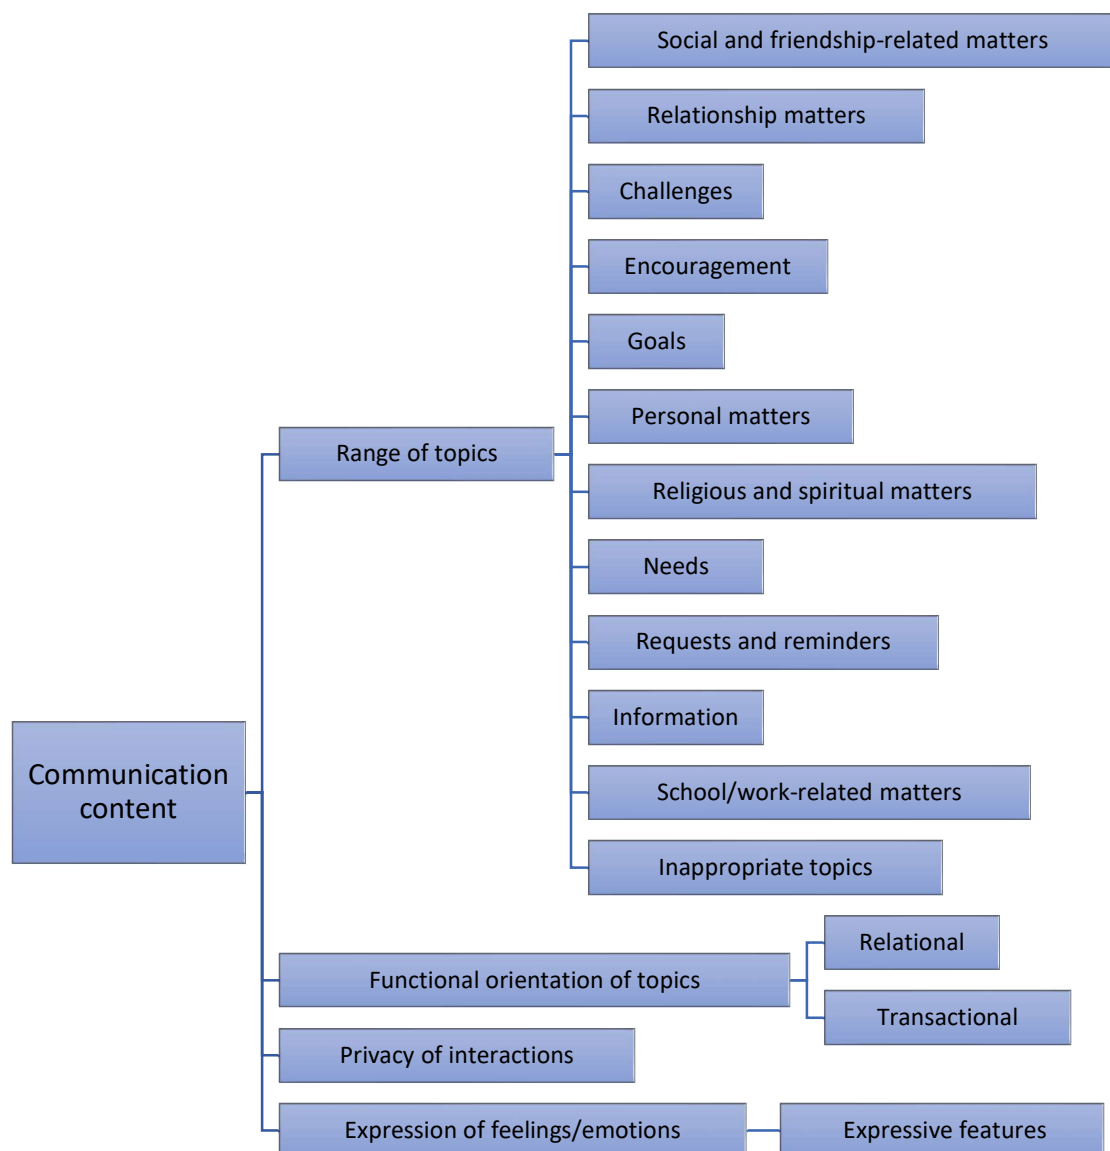 Social and friendship-related matters
Relationship matters
Challenges
Encouragement
Goals
Personal matters
Range of topics
Religious and spiritual matters
Needs
Requests and reminders
Information
Communication
content
School/work-related matters
Inappropriate topics
Relational
Functional orientation of topics
Transactional
Privacy of interactions
Expression of feelings/emotions
Expressive features